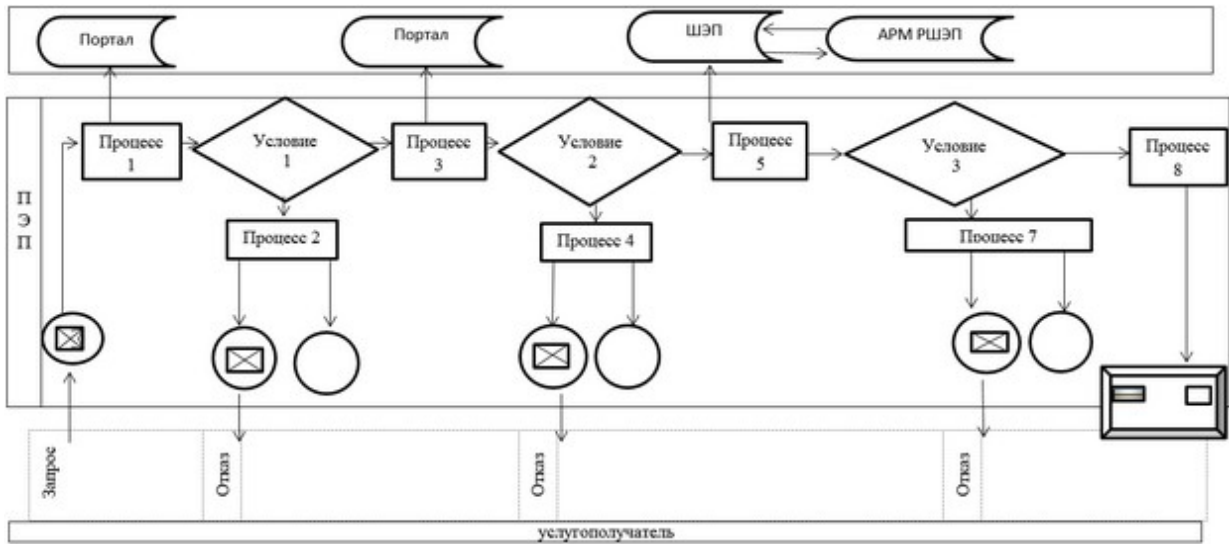 Портал
Портал
ШЭП
АРМ РШЭП
П
Э
П
Процесс
1
Условие
1
Процесс
3
Условие
2
Процесс
5
Условие
3
Процесс
8
Процесс 2
Процесс 4
Процесс 7
Запрос
Отказ
Отказ
Отказ
услугополучатель